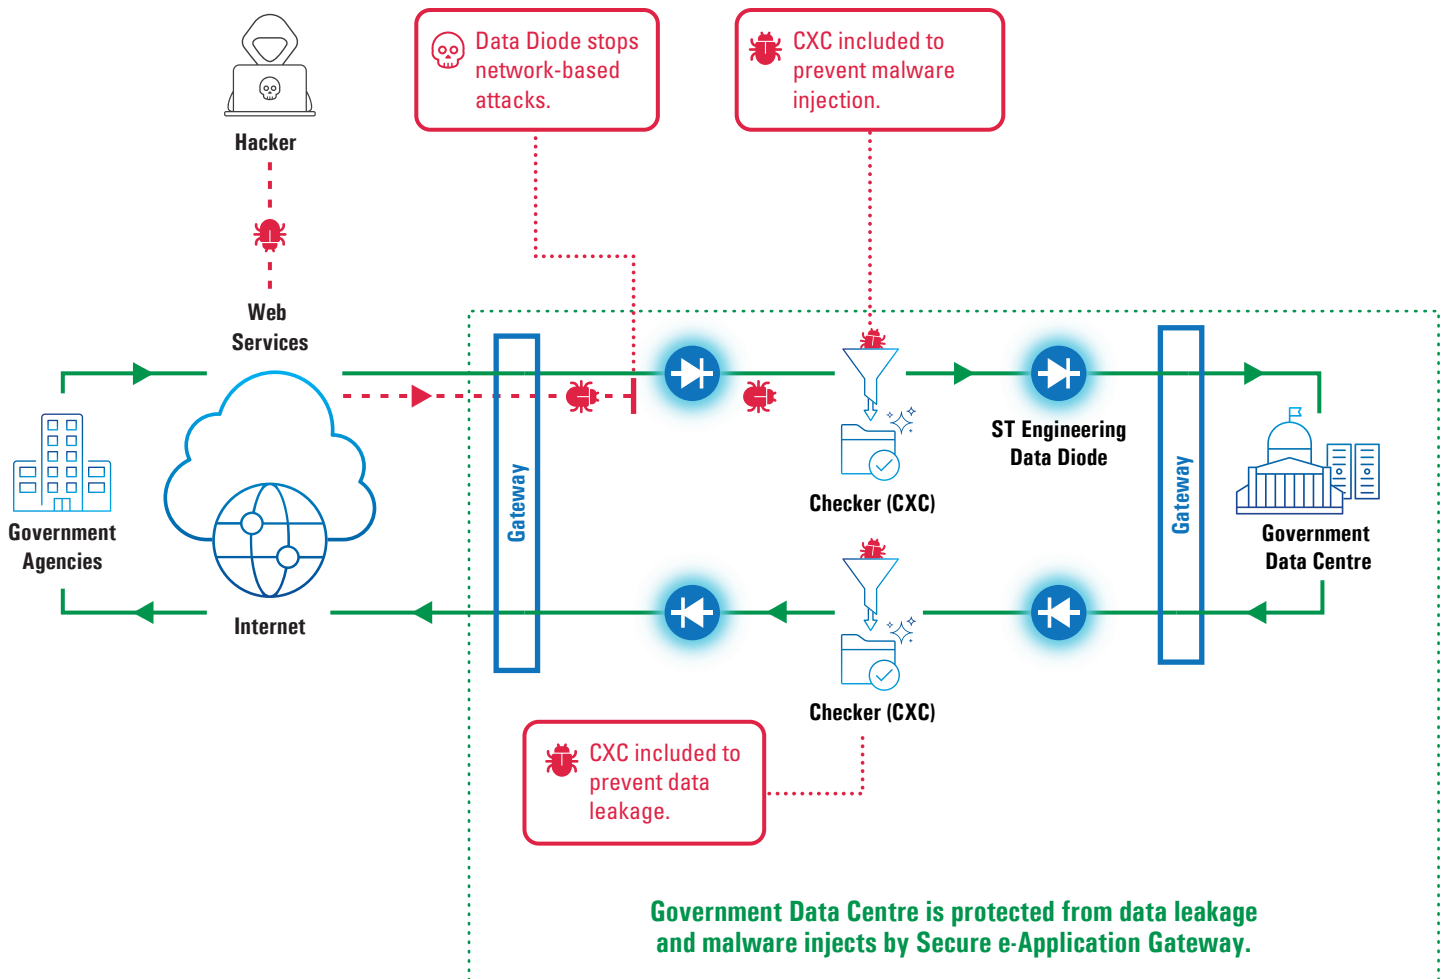 Data Diode stops
network-based
attacks.
CXC included to
prevent malware
injection.
Hacker
Web
Services
Government
Agencies
Internet
Gateway
Checker (CXC)
ST Engineering
Data Diode
Gateway
Government
Data Centre
Checker (CXC)
CXC included to
prevent data
leakage.
Government Data Centre is protected from data leakage
and malware injects by Secure e-Application Gateway.